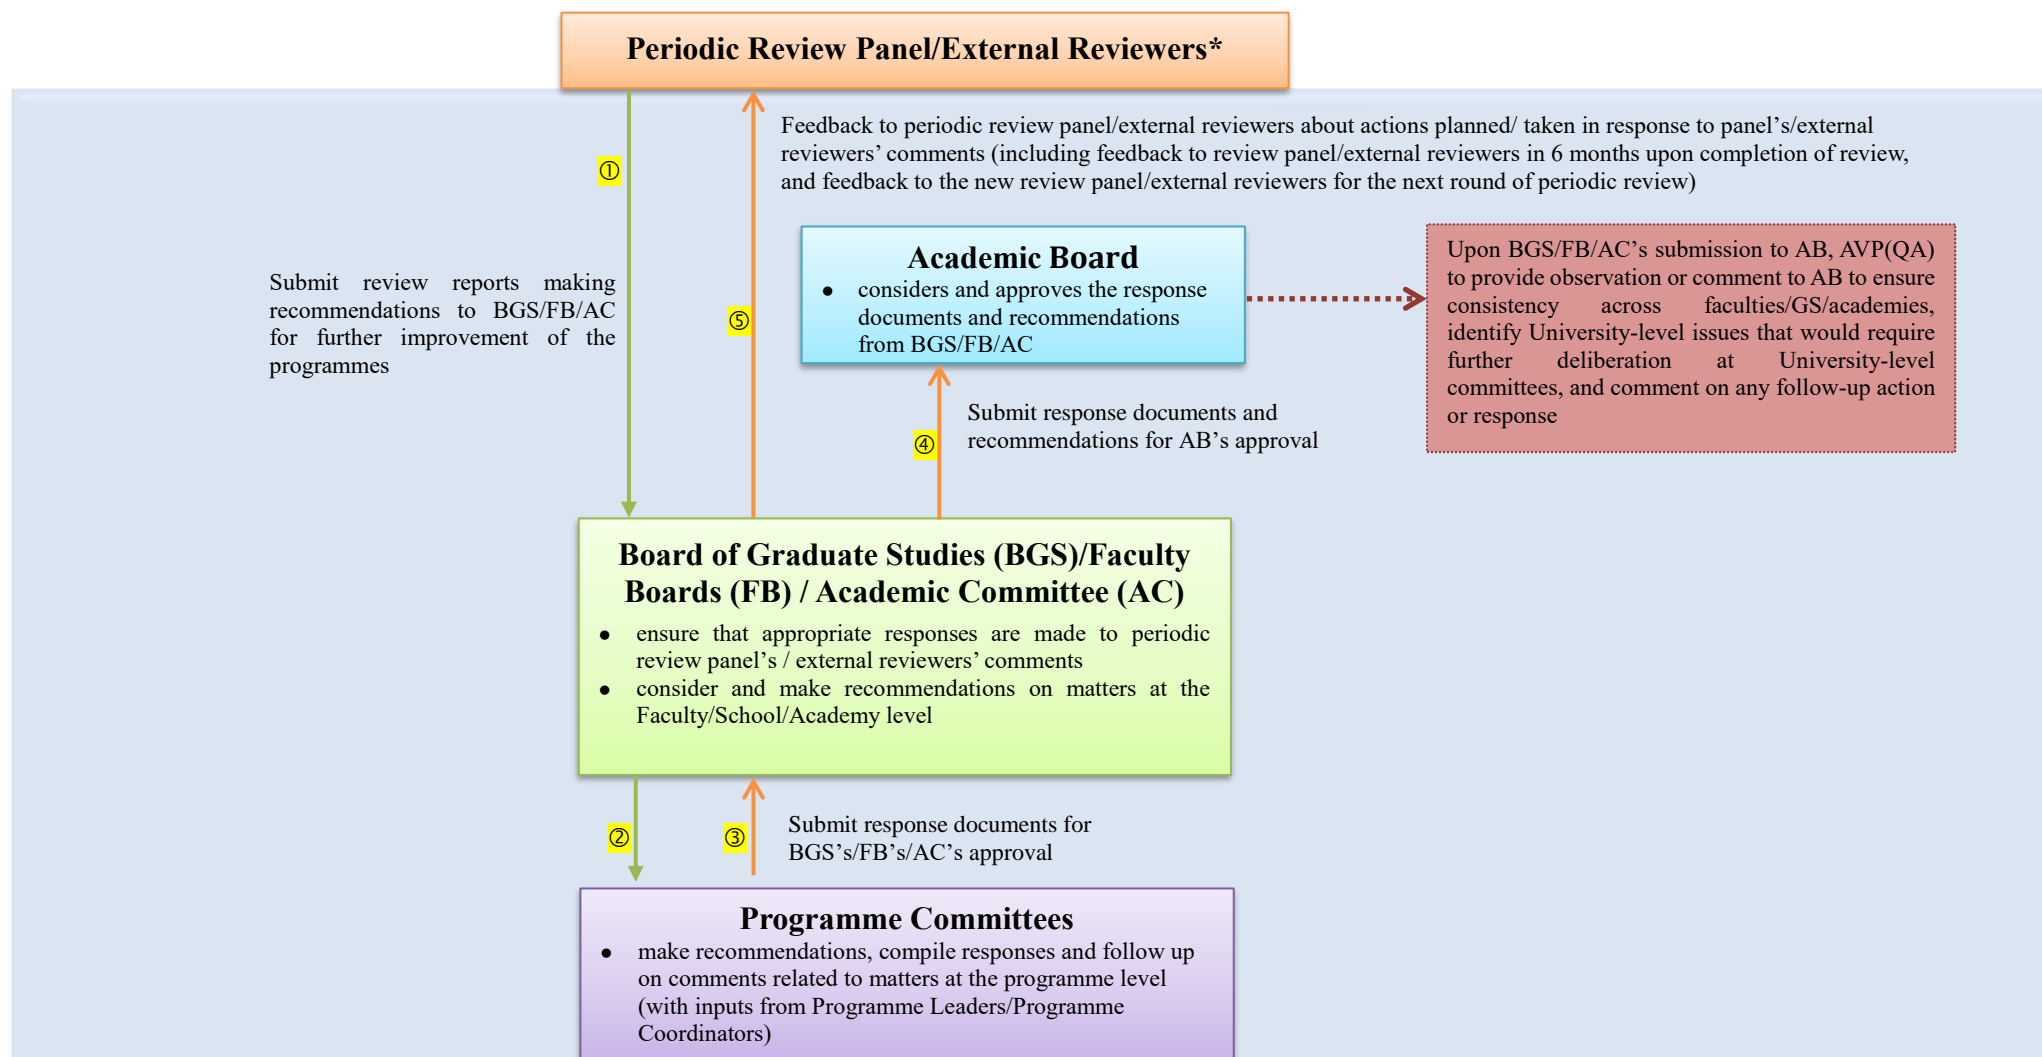 Periodic Review Panel/External Reviewers*
Feedback to periodic review panel/external reviewers about actions planned/ taken in response to panel’s/external
reviewers’ comments (including feedback to review panel/external reviewers in 6 months upon completion of review,
and feedback to the new review panel/external reviewers for the next round of periodic review)
①
Submit review reports making
recommendations to BGS/FB/AC
for further improvement of the
programmes
⑤
Academic Board
● considers and approves the response
documents and recommendations
from BGS/FB/AC
Upon BGS/FB/AC’s submission to AB, AVP(QA)
to provide observation or comment to AB to ensure
consistency across faculties/GS/academies,
identify University-level issues that would require
further deliberation at University-level
committees, and comment on any follow-up action
or response
④
Submit response documents and
recommendations for AB’s approval
Board of Graduate Studies (BGS)/Faculty
Boards (FB) / Academic Committee (AC)
● ensure that appropriate responses are made to periodic
review panel’s / external reviewers’ comments
● consider and make recommendations on matters at the
Faculty/School/Academy level
②
③
Submit response documents for
BGS’s/FB’s/AC’s approval
Programme Committees
● make recommendations, compile responses and follow up
on comments related to matters at the programme level
(with inputs from Programme Leaders/Programme
Coordinators)